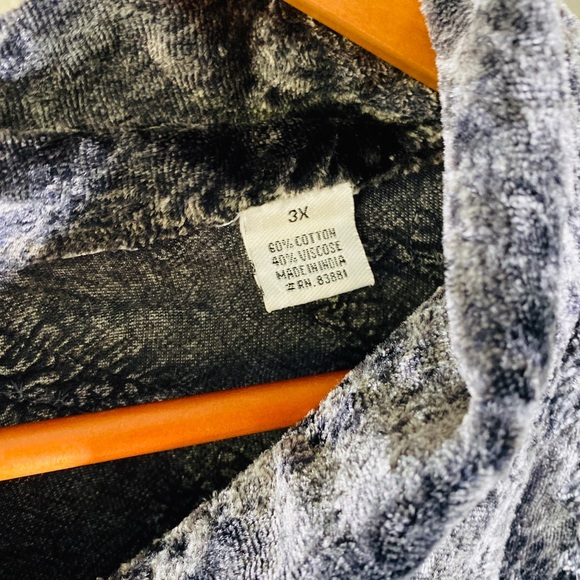 3X
60% COTTON
40% VISCOSE
MADE IN INDIA
#RN. 83881